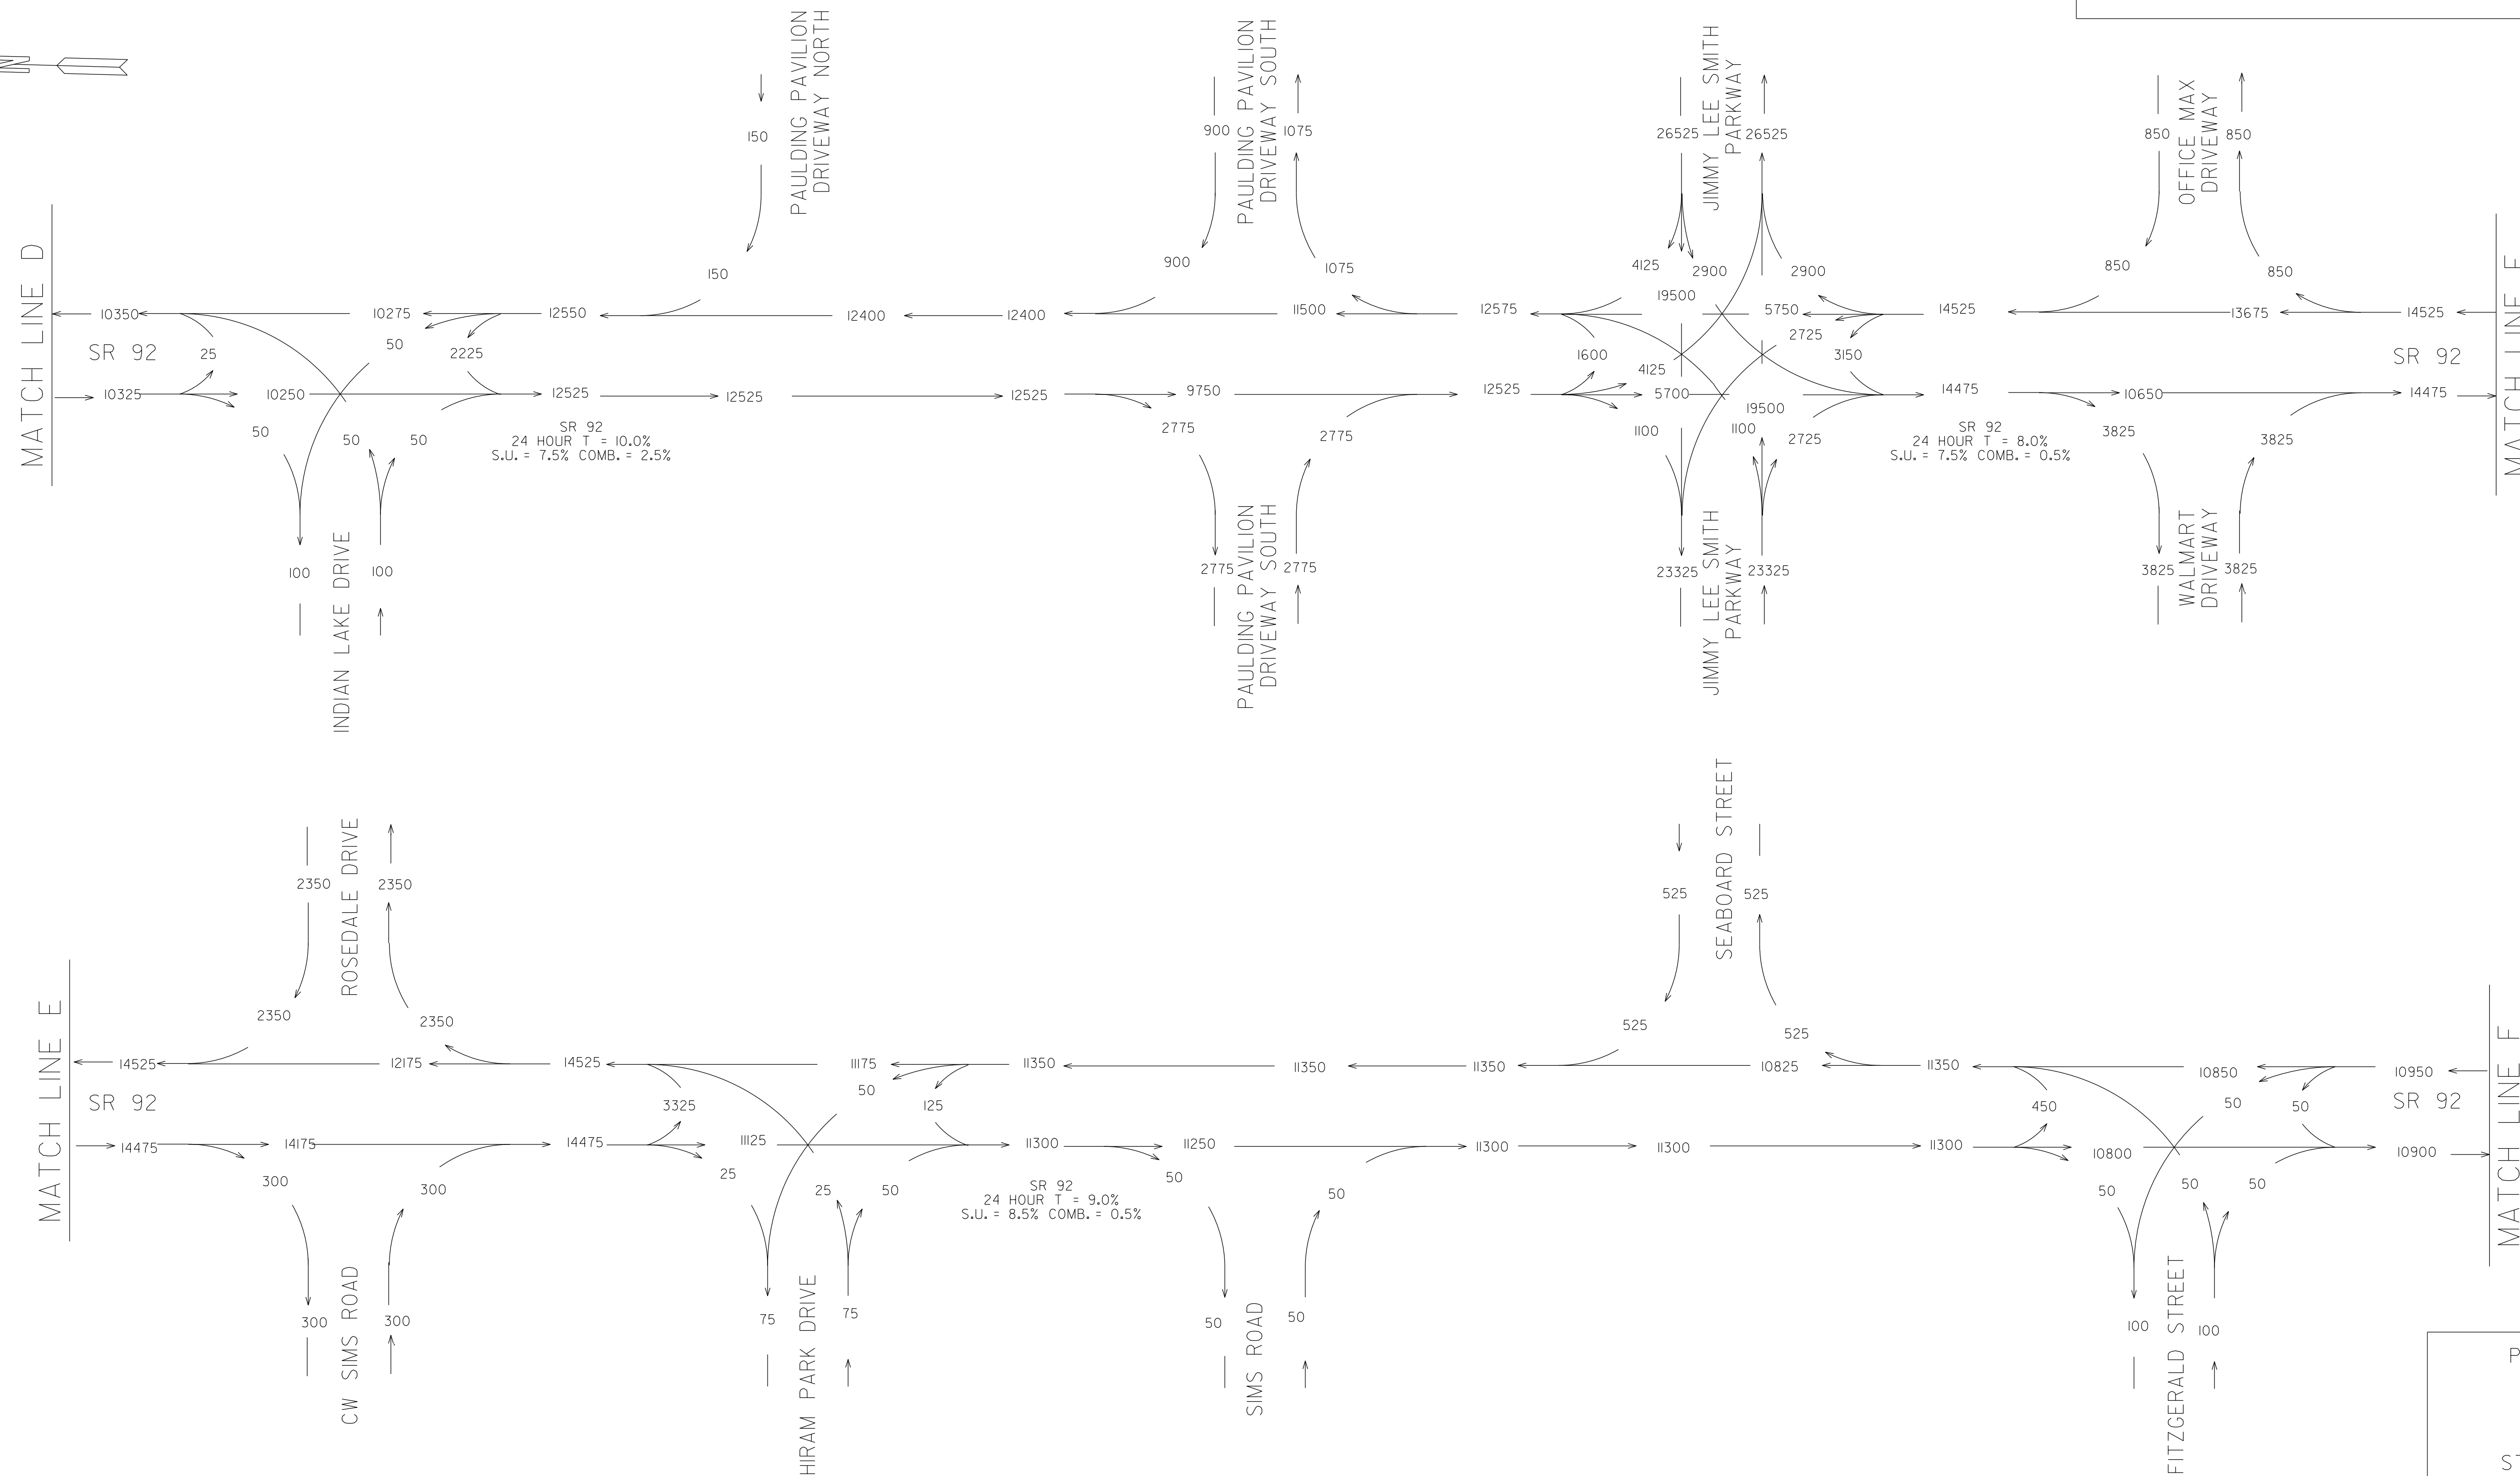 N
PAULDING PAVILION
DRIVEWAY NORTH
150
150
PAULDING PAVILION
DRIVEWAY SOUTH
900
1075
900
1075
JIMMY LEE SMITH
PARKWAY
26525
26525
4125
2900
2900
19500
OFFICE MAX
DRIVEWAY
850
850
850
850
MATCH LINE D
10350
10275
12550
12400
12400
11500
12575
5750
14525
13675
14525
SR 92
25
50
2225
1600
4125
2725
3150
SR 92
MATCH LINE E
10325
10250
12525
12525
12525
9750
12525
5700
14475
10650
14475
50
50
50
SR 92
24 HOUR T = 10.0%
S.U. = 7.5% COMB. = 2.5%
2775
2775
1100
19500
1100
2725
SR 92
24 HOUR T = 8.0%
S.U. = 7.5% COMB. = 0.5%
3825
3825
100
100
INDIAN LAKE DRIVE
2775
2775
PAULDING PAVILION
DRIVEWAY SOUTH
23325
23325
JIMMY LEE SMITH
PARKWAY
3825
3825
WALMART
DRIVEWAY
ROSEDALE DRIVE
2350
2350
2350
2350
SEABOARD STREET
525
525
525
525
MATCH LINE E
14525
12175
14525
11175
11350
11350
11350
10825
11350
10850
10950
SR 92
3325
50
125
450
50
50
SR 92
MATCH LINE F
14475
14175
14475
11125
11300
11250
11300
11300
11300
10800
10900
300
300
25
25
50
SR 92
24 HOUR T = 9.0%
S.U. = 8.5% COMB. = 0.5%
50
50
50
50
50
300
300
CW SIMS ROAD
75
75
HIRAM PARK DRIVE
50
50
SIMS ROAD
100
100
FITZGERALD STREET
P
ST